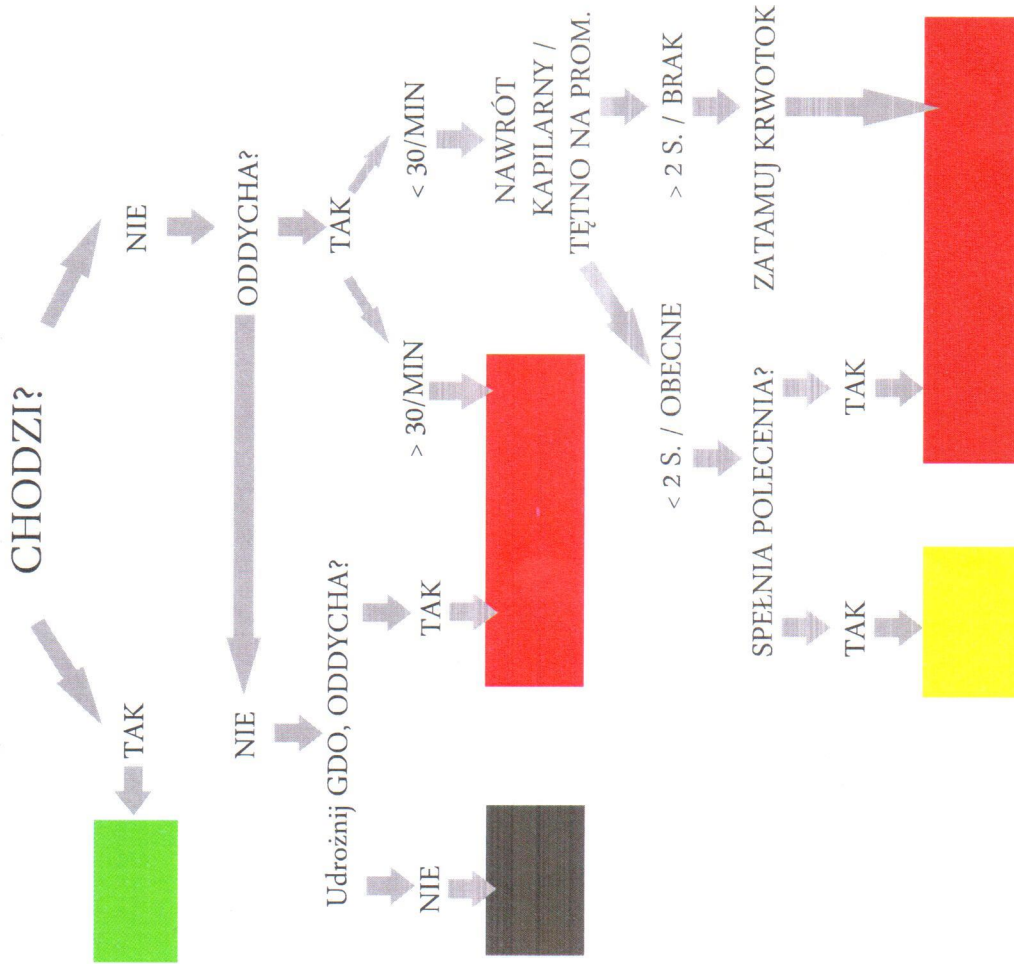 CHODZI?
TAK
NIE
ODDYCHA?
NIE
TAK
Udrożnij GDO, ODDYCHA?
> 30/MIN
< 30/MIN
NIE
TAK
NAWRÓT
KAPILARNY /
TĘTNO NA PROM.
< 2 S. / OBECNE
> 2 S. / BRAK
SPEŁNIA POLECENIA?
ZATAMUJ KRWOTOK
TAK
TAK